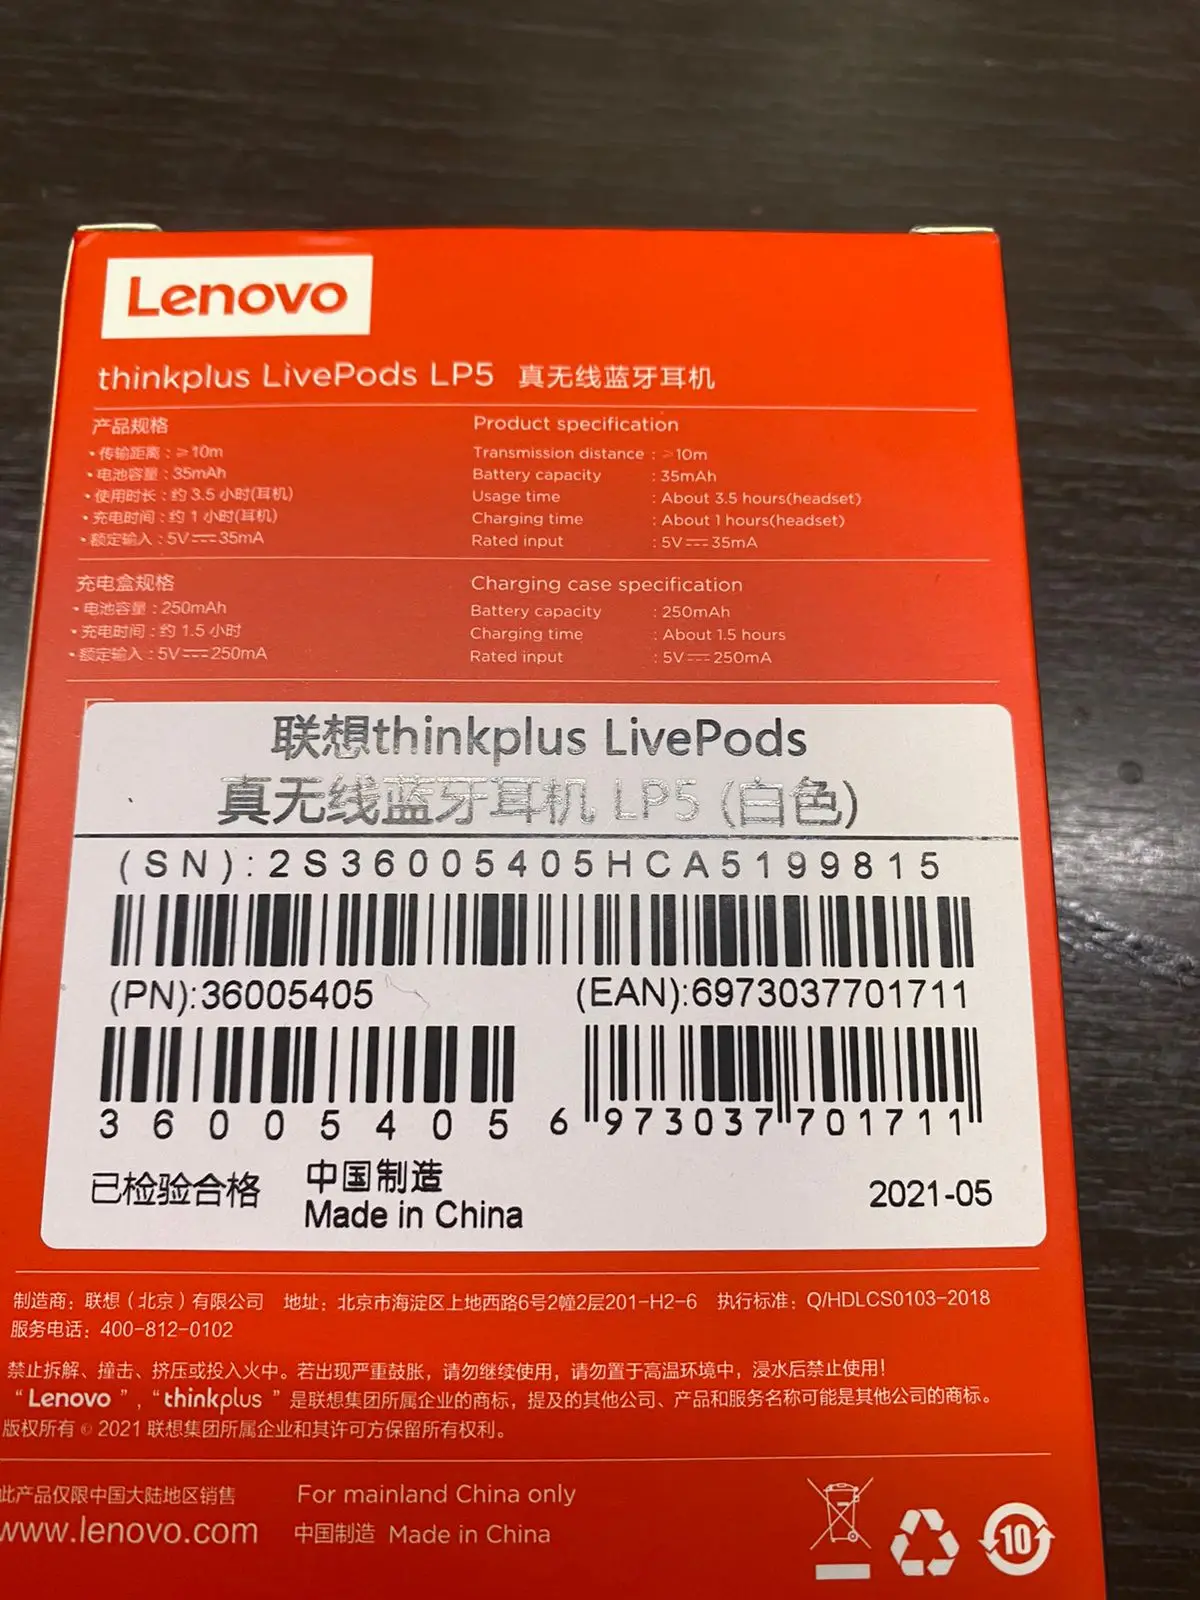 Lenovo
thinkplus LivePods LP5 真无线蓝牙耳机
产品规格
• 传输距离 : ≥10m
• 电池容量 : 35mAh
• 使用时长 : 约 3.5 小时(耳机)
• 充电时间 : 约 1 小时(耳机)
• 额定输入 : 5V⎓35mA
Product specification
Transmission distance : ≥10m
Battery capacity : 35mAh
Usage time : About 3.5 hours(headset)
Charging time : About 1 hours(headset)
Rated input : 5V⎓35mA
充电盒规格
• 电池容量 : 250mAh
• 充电时间 : 约 1.5 小时
• 额定输入 : 5V⎓250mA
Charging case specification
Battery capacity : 250mAh
Charging time : About 1.5 hours
Rated input : 5V⎓250mA
联想thinkplus LivePods
真无线蓝牙耳机 LP5 (白色)
(SN):2S36005405HCA5199815
(PN):36005405 (EAN):6973037701711
36005405 6973037701711
已检验合格 中国制造 2021-05
Made in China
制造商：联想（北京）有限公司 地址：北京市海淀区上地西路6号2幢2层201-H2-6 执行标准：Q/HDLCS0103-2018
服务电话：400-812-0102
禁止拆解、撞击、挤压或投入火中。若出现严重鼓胀，请勿继续使用，请勿置于高温环境中，浸水后禁止使用！
“Lenovo”，“thinkplus”是联想集团所属企业的商标，提及的其他公司、产品和服务名称可能是其他公司的商标。
版权所有 © 2021 联想集团所属企业和其许可方保留所有权利。
此产品仅限中国大陆地区销售 For mainland China only
www.lenovo.com 中国制造 Made in China
10